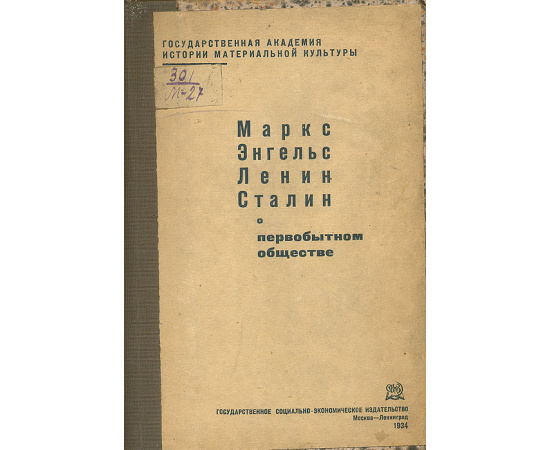 ГОСУДАРСТВЕННАЯ АКАДЕМИЯ
ИСТОРИИ МАТЕРИАЛЬНОЙ КУЛЬТУРЫ
301
М-27
Маркс
Энгельс
Ленин
Сталин
о
первобытном
обществе
ГОСУДАРСТВЕННОЕ СОЦИАЛЬНО-ЭКОНОМИЧЕСКОЕ ИЗДАТЕЛЬСТВО
Москва—Ленинград
1934